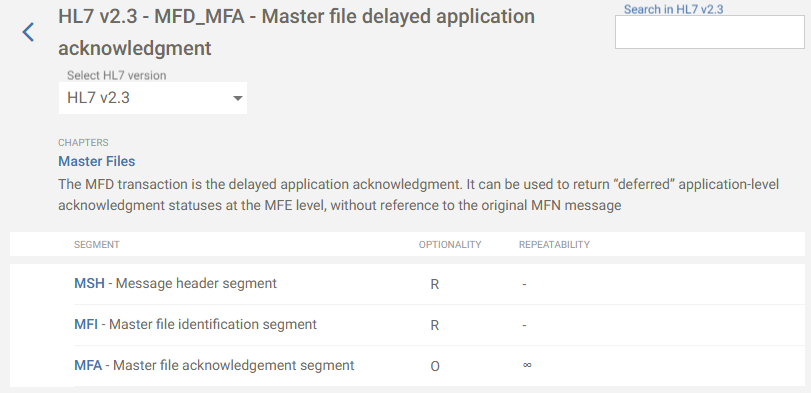 HL7 v2.3 - MFD_MFA - Master file delayed application
acknowledgment
Search in HL7 v2.3
Select HL7 version
HL7 v2.3
CHAPTERS
Master Files
The MFD transaction is the delayed application acknowledgment. It can be used to return “deferred” application-level
acknowledgment statuses at the MFE level, without reference to the original MFN message
SEGMENT OPTIONALITY REPEATABILITY
MSH - Message header segment R -
MFI - Master file identification segment R -
MFA - Master file acknowledgement segment O ∞